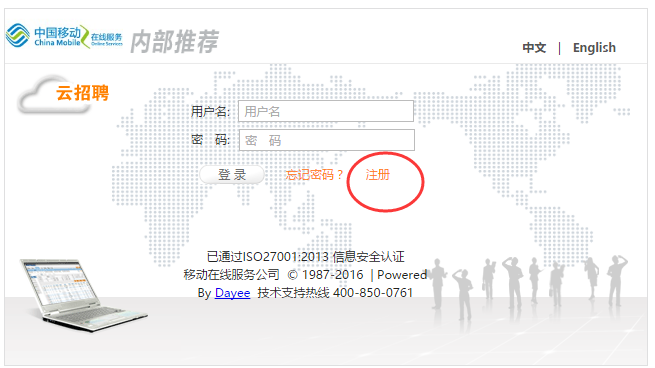 中国移动 China Mobile 在线服务 Online Services 内部推荐
中文 | English
云招聘
用户名: 用户名
密 码: 密 码
登 录 忘记密码？ 注册
已通过ISO27001:2013 信息安全认证
移动在线服务公司 © 1987-2016 | Powered
By Dayee 技术支持热线 400-850-0761